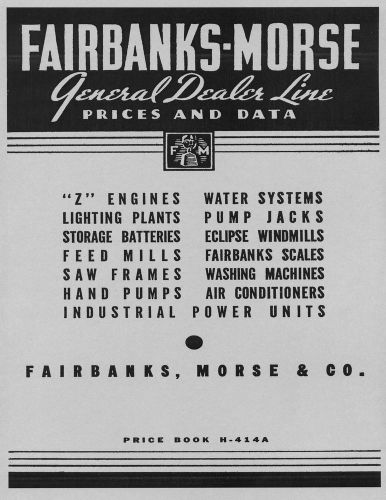 FAIRBANKS-MORSE
General Dealer Line
PRICES AND DATA
F M
"Z" ENGINES WATER SYSTEMS
LIGHTING PLANTS PUMP JACKS
STORAGE BATTERIES ECLIPSE WINDMILLS
FEED MILLS FAIRBANKS SCALES
SAW FRAMES WASHING MACHINES
HAND PUMPS AIR CONDITIONERS
INDUSTRIAL POWER UNITS
FAIRBANKS, MORSE & CO.
PRICE BOOK H-414A